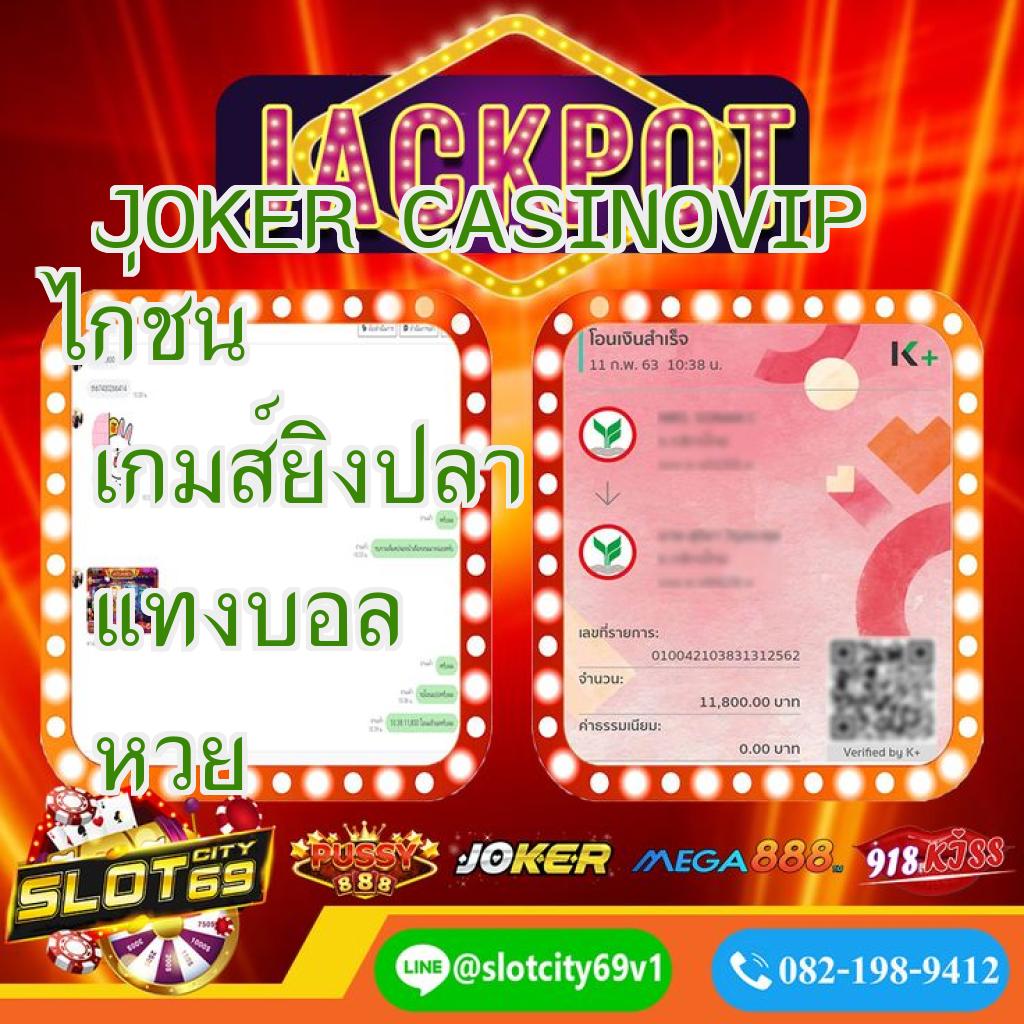 JACKPOT
JOKER CASINOVIP
ไก่ชน
เกมส์ยิงปลา
แทงบอล
หวย
โอนเงินสำเร็จ
11 ก.พ. 63 10:38 น.
K+
เลขที่รายการ:
010042103831312562
จำนวน:
11,800.00 บาท
ค่าธรรมเนียม:
0.00 บาท
Verified by K+
SLOT CITY 69
PUSSY 888
JOKER
MEGA888
918KISS
LINE @slotcity69v1
082-198-9412